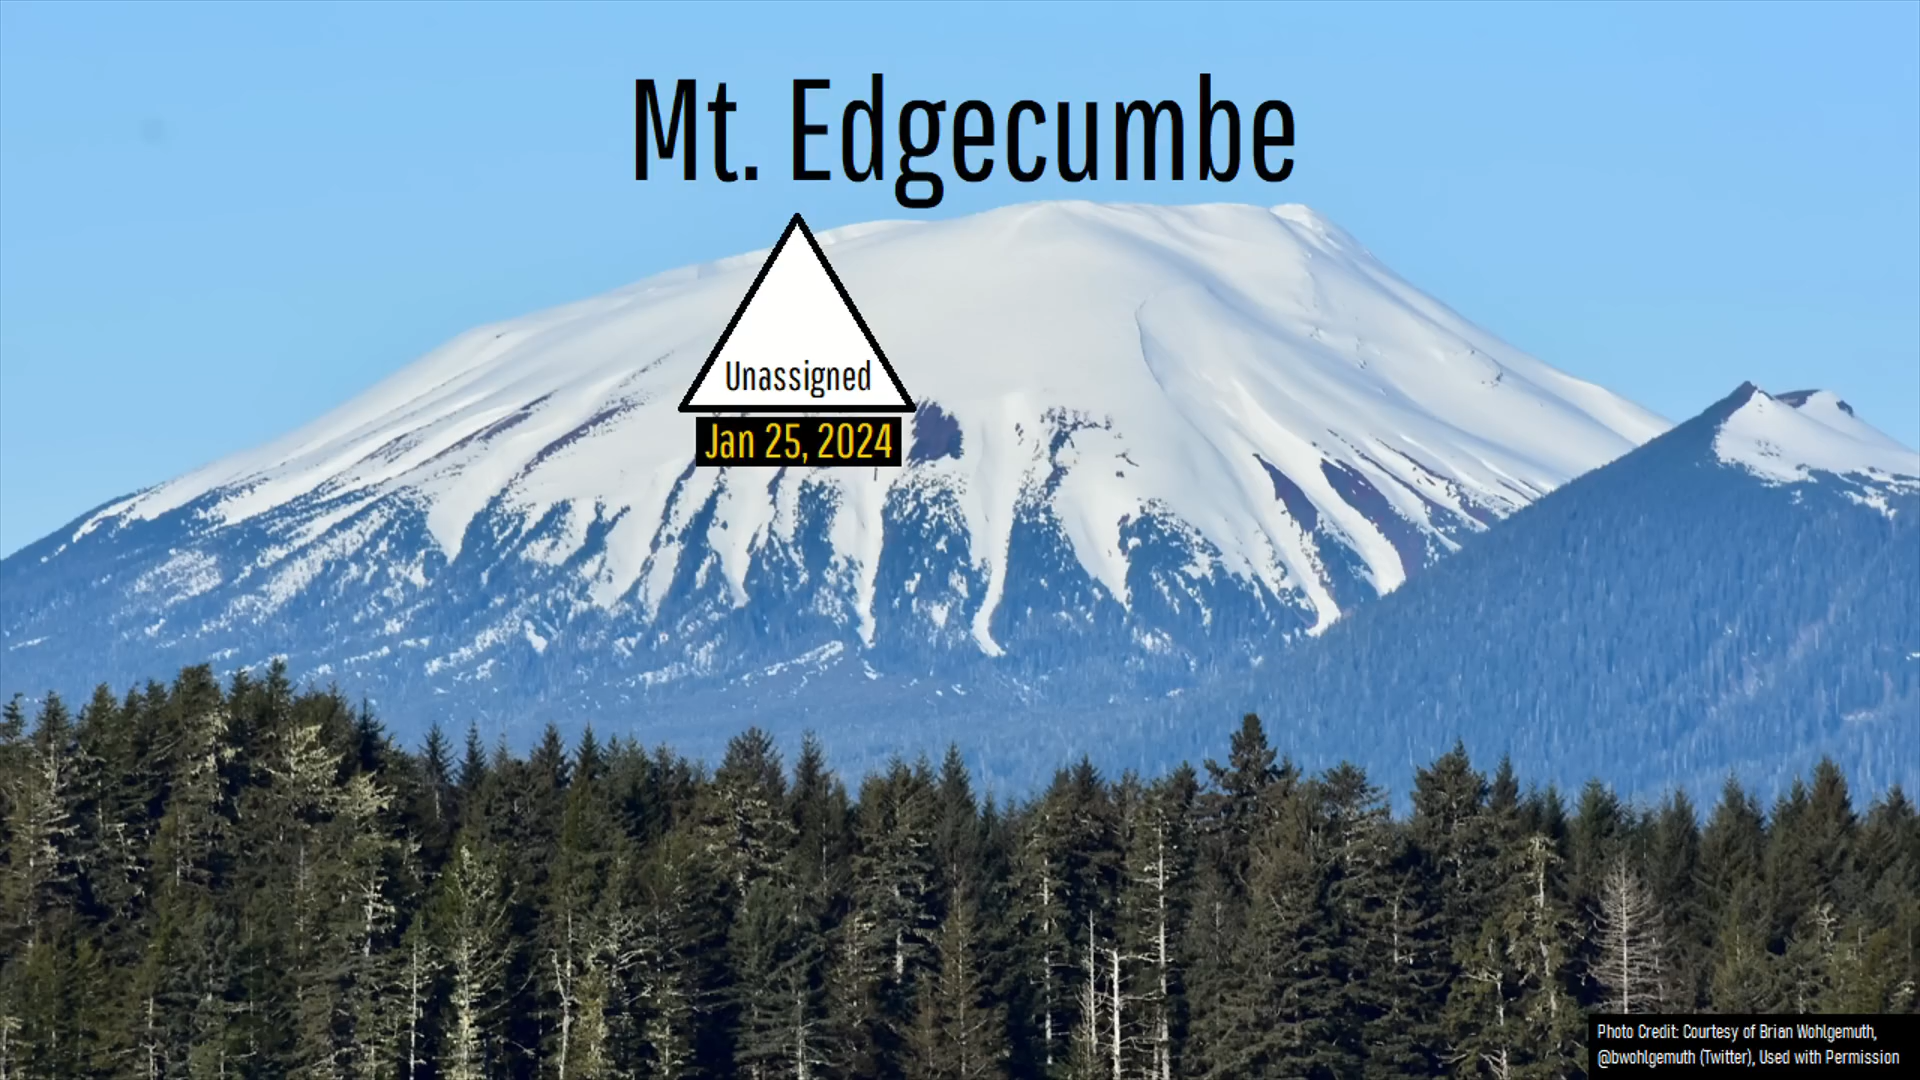 Mt. Edgecumbe
Unassigned
Jan 25, 2024
Photo Credit: Courtesy of Brian Wohlgemuth,
@bwohlgemuth (Twitter), Used with Permission